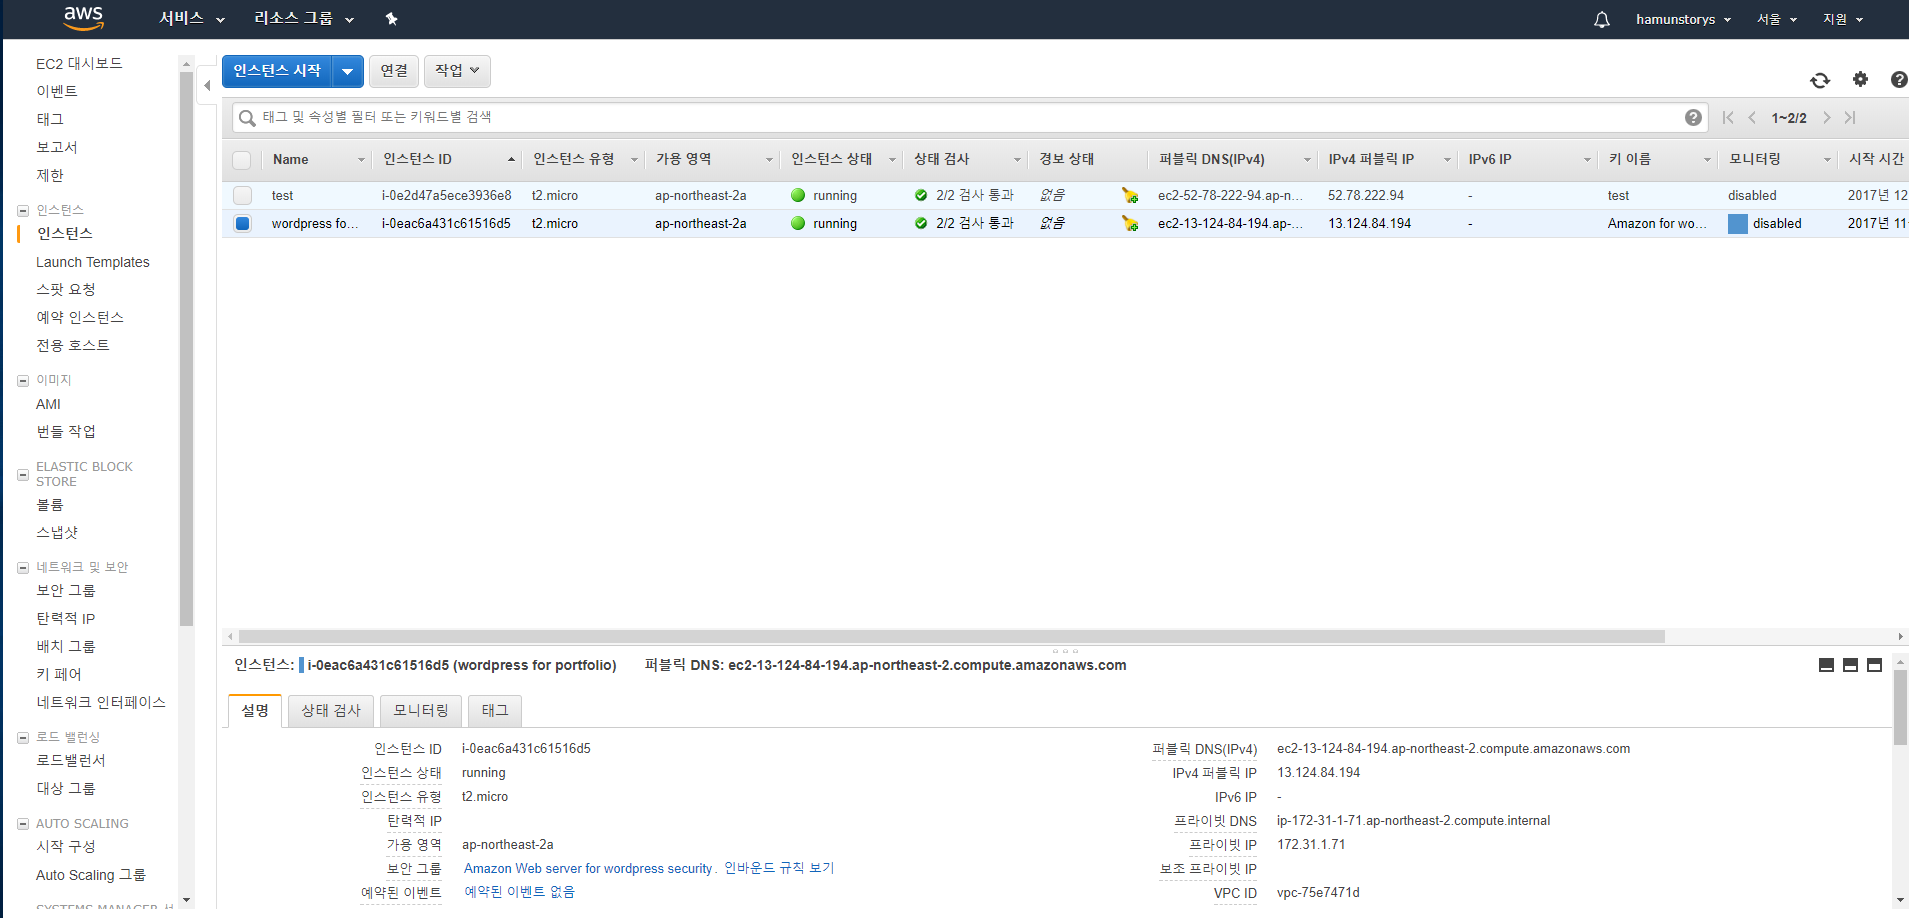 aws 서비스 리소스 그룹 hamunstorys 서울 지원
EC2 대시보드
이벤트
태그
보고서
제한
인스턴스
인스턴스
Launch Templates
스팟 요청
예약 인스턴스
전용 호스트
이미지
AMI
번들 작업
ELASTIC BLOCK
STORE
볼륨
스냅샷
네트워크 및 보안
보안 그룹
탄력적 IP
배치 그룹
키 페어
네트워크 인터페이스
로드 밸런싱
로드밸런서
대상 그룹
AUTO SCALING
시작 구성
Auto Scaling 그룹
SYSTEMS MANAGER 서
인스턴스 시작 연결 작업
태그 및 속성별 필터 또는 키워드별 검색 1~2/2
Name 인스턴스 ID 인스턴스 유형 가용 영역 인스턴스 상태 상태 검사 경보 상태 퍼블릭 DNS(IPv4) IPv4 퍼블릭 IP IPv6 IP 키 이름 모니터링 시작 시간
test i-0e2d47a5ece3936e8 t2.micro ap-northeast-2a running 2/2 검사 통과 없음 ec2-52-78-222-94.ap-n... 52.78.222.94 - test disabled 2017년 12
wordpress fo... i-0eac6a431c61516d5 t2.micro ap-northeast-2a running 2/2 검사 통과 없음 ec2-13-124-84-194.ap-... 13.124.84.194 - Amazon for wo... disabled 2017년 11
인스턴스: i-0eac6a431c61516d5 (wordpress for portfolio) 퍼블릭 DNS: ec2-13-124-84-194.ap-northeast-2.compute.amazonaws.com
설명 상태 검사 모니터링 태그
인스턴스 ID i-0eac6a431c61516d5 퍼블릭 DNS(IPv4) ec2-13-124-84-194.ap-northeast-2.compute.amazonaws.com
인스턴스 상태 running IPv4 퍼블릭 IP 13.124.84.194
인스턴스 유형 t2.micro IPv6 IP -
탄력적 IP 프라이빗 DNS ip-172-31-1-71.ap-northeast-2.compute.internal
가용 영역 ap-northeast-2a 프라이빗 IP 172.31.1.71
보안 그룹 Amazon Web server for wordpress security. 인바운드 규칙 보기 보조 프라이빗 IP
예약된 이벤트 예약된 이벤트 없음 VPC ID vpc-75e7471d